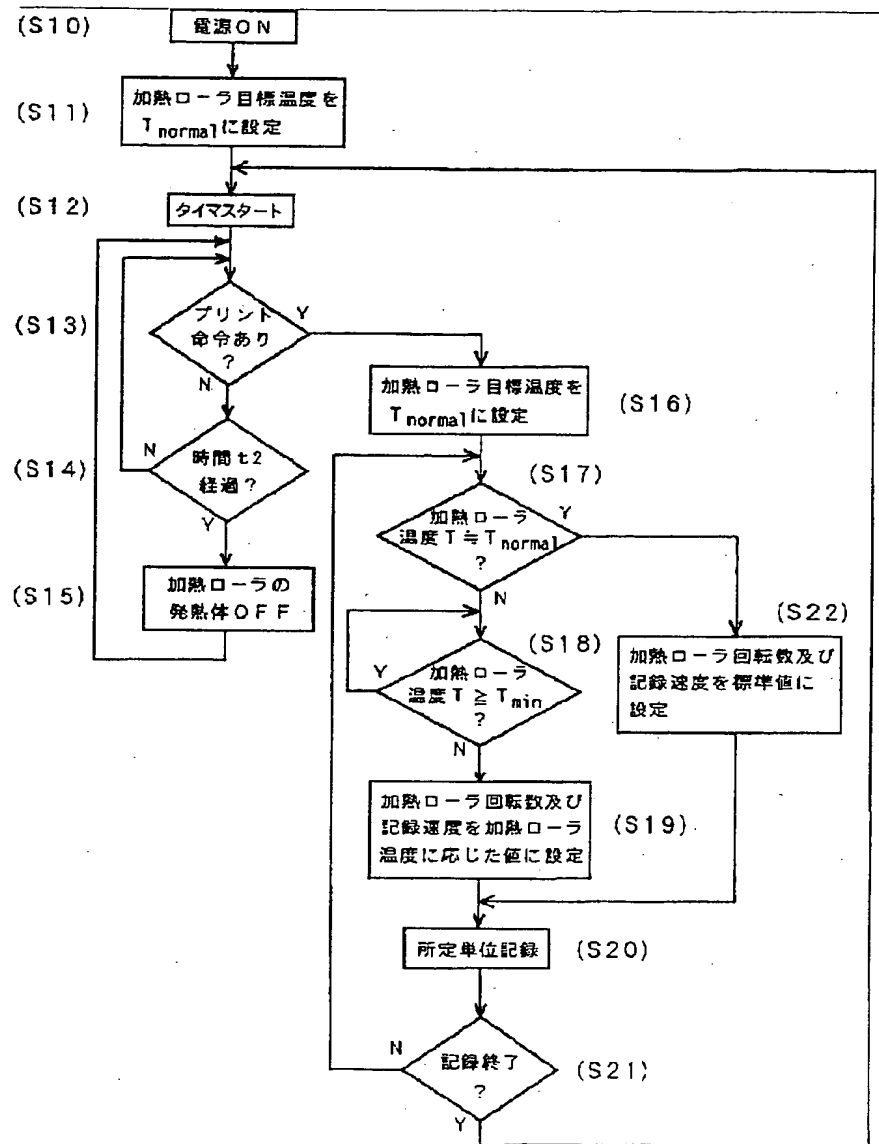 (S10)
電源ON
(S11)
加熱ローラ目標温度を
Tnormalに設定
(S12)
タイマスタート
(S13)
プリント
命令あり
?
Y
N
(S14)
時間t2
経過?
N
Y
(S15)
加熱ローラの
発熱体OFF
加熱ローラ目標温度を
Tnormalに設定
(S16)
(S17)
加熱ローラ
温度T≒Tnormal
?
Y
N
(S18)
加熱ローラ
温度T≧Tmin
?
Y
N
(S22)
加熱ローラ回転数及び
記録速度を標準値に
設定
加熱ローラ回転数及び
記録速度を加熱ローラ
温度に応じた値に設定
(S19)
所定単位記録
(S20)
記録終了
?
(S21)
N
Y